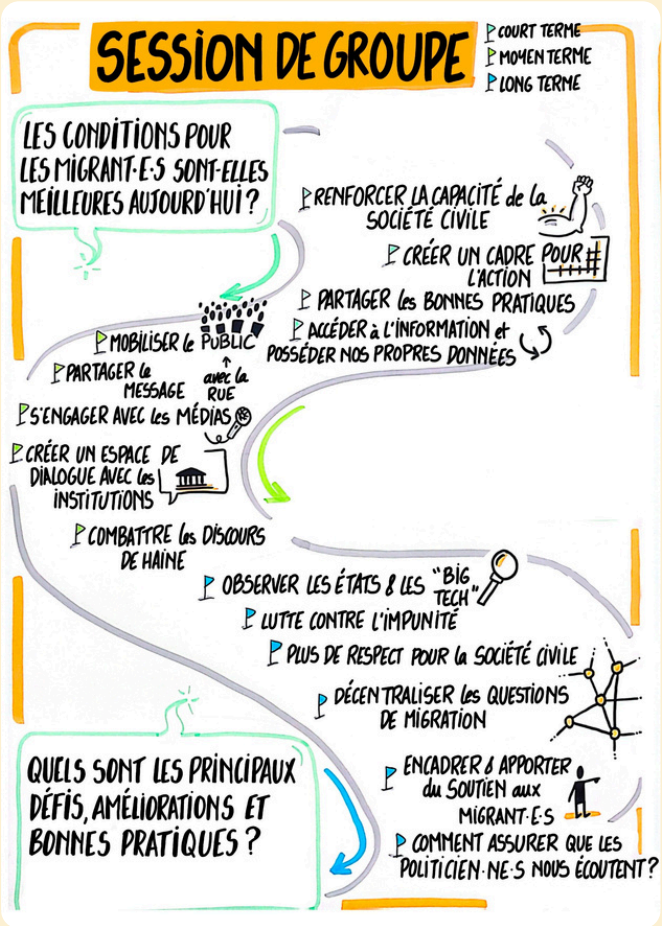 SESSION DE GROUPE
COURT TERME
MOYEN TERME
LONG TERME
LES CONDITIONS POUR
LES MIGRANT·E·S SONT-ELLES
MEILLEURES AUJOURD'HUI ?
RENFORCER LA CAPACITÉ de la
SOCIÉTÉ CIVILE
CRÉER UN CADRE POUR
L'ACTION
PARTAGER les BONNES PRATIQUES
ACCÉDER à L'INFORMATION et
POSSÉDER NOS PROPRES DONNÉES
MOBILISER le PUBLIC
PARTAGER le
MESSAGE
avec la
RUE
S'ENGAGER AVEC les MÉDIAS
CRÉER UN ESPACE DE
DIALOGUE AVEC les
INSTITUTIONS
COMBATTRE les DISCOURS
DE HAINE
OBSERVER LES ÉTATS & LES "BIG
TECH"
LUTTE CONTRE L'IMPUNITÉ
PLUS DE RESPECT POUR la SOCIÉTÉ CIVILE
DÉCENTRALISER les QUESTIONS
DE MIGRATION
ENCADRER & APPORTER
du SOUTIEN aux
MIGRANT·E·S
COMMENT ASSURER QUE LES
POLITICIEN·NE·S NOUS ÉCOUTENT ?
QUELS SONT LES PRINCIPAUX
DÉFIS, AMÉLIORATIONS ET
BONNES PRATIQUES ?